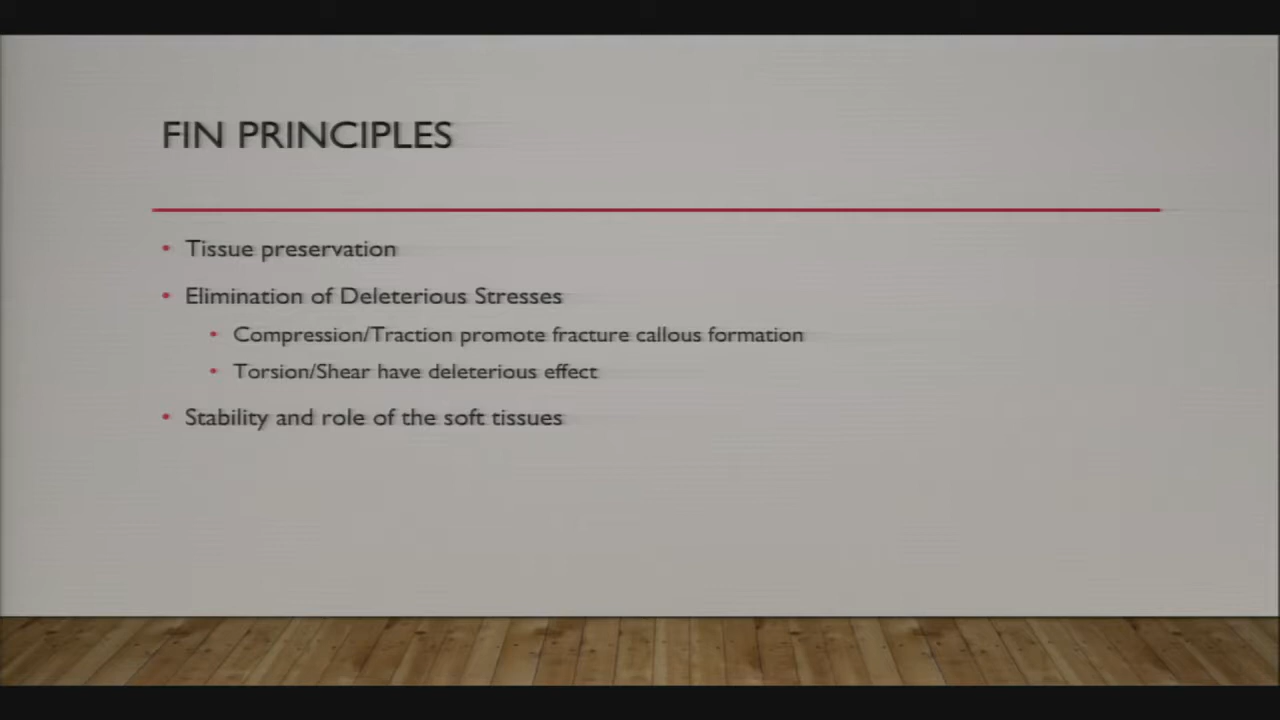 FIN PRINCIPLES
• Tissue preservation
• Elimination of Deleterious Stresses
• Compression/Traction promote fracture callous formation
• Torsion/Shear have deleterious effect
• Stability and role of the soft tissues